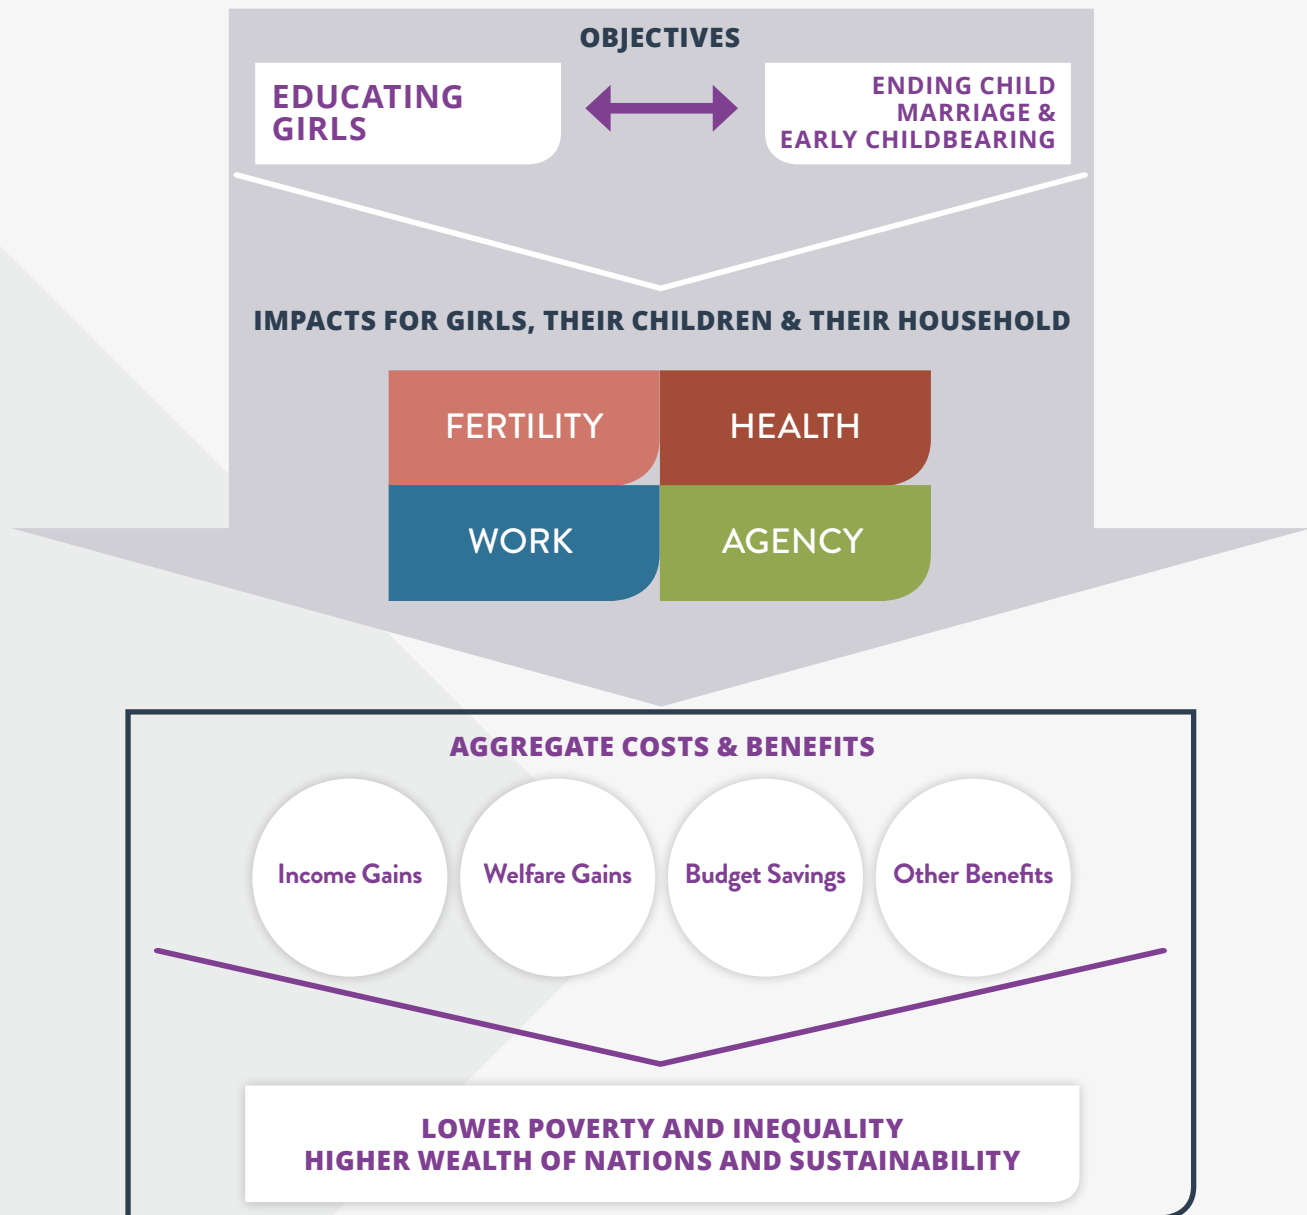 OBJECTIVES
EDUCATING
GIRLS
ENDING CHILD
MARRIAGE &
EARLY CHILDBEARING
IMPACTS FOR GIRLS, THEIR CHILDREN & THEIR HOUSEHOLD
FERTILITY
HEALTH
WORK
AGENCY
AGGREGATE COSTS & BENEFITS
Income Gains
Welfare Gains
Budget Savings
Other Benefits
LOWER POVERTY AND INEQUALITY
HIGHER WEALTH OF NATIONS AND SUSTAINABILITY